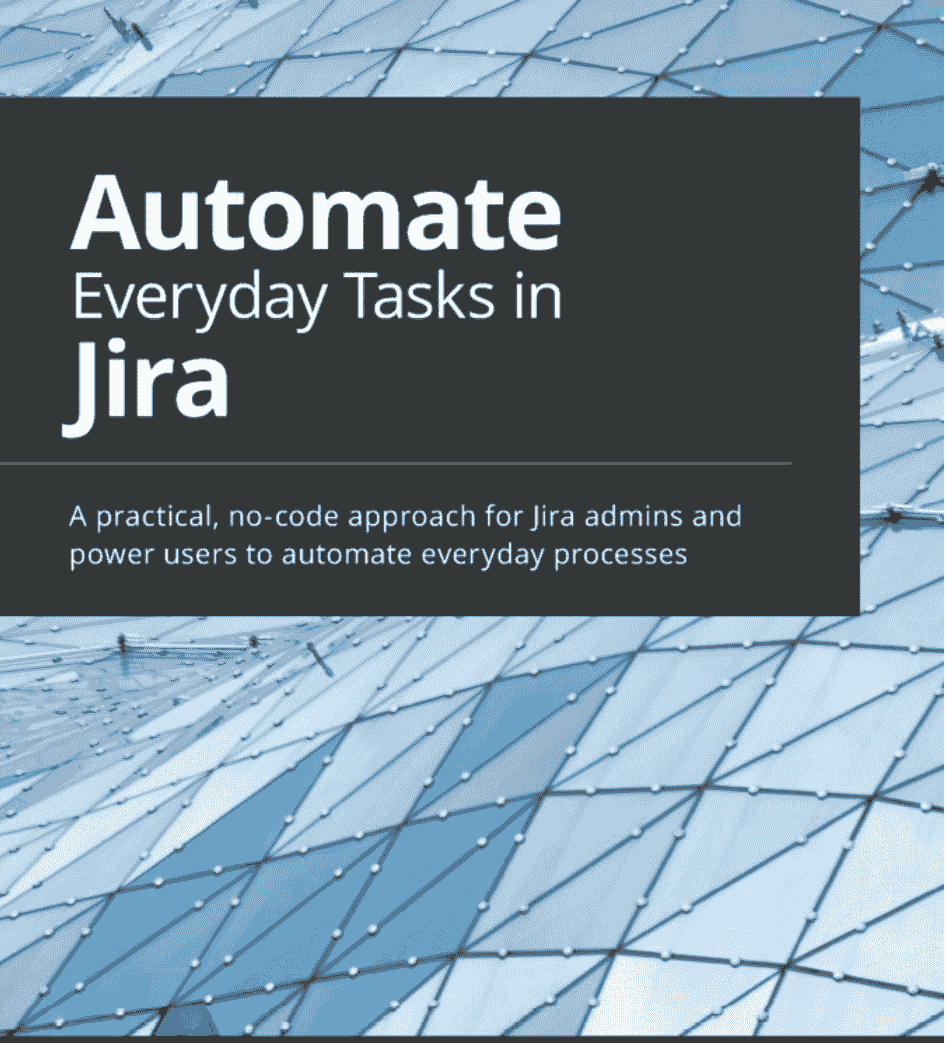 Automate
Everyday Tasks in
Jira
A practical, no-code approach for Jira admins and
power users to automate everyday processes